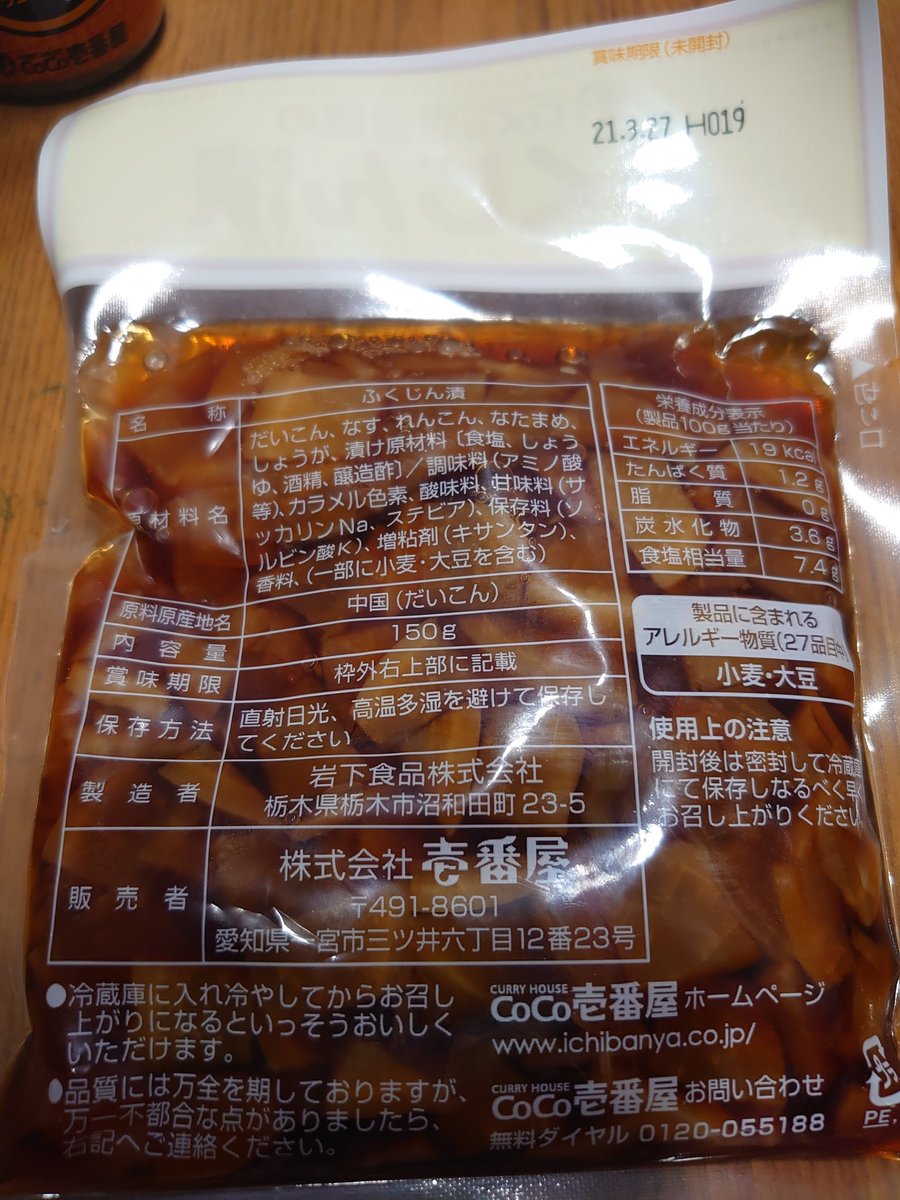 CoCo壱番屋
賞味期限(未開封)
21.3.27 H019
切り口
名称 ふくじん漬
原材料名 だいこん、なす、れんこん、なたまめ、
しょうが、漬け原材料〔食塩、しょう
ゆ、酒精、醸造酢〕/調味料(アミノ酸
等)、カラメル色素、酸味料、甘味料(サ
ッカリンNa、ステビア)、保存料(ソ
ルビン酸K)、増粘剤(キサンタン)、
香料、(一部に小麦・大豆を含む)
原料原産地名 中国(だいこん)
内容量 150g
賞味期限 枠外右上部に記載
保存方法 直射日光、高温多湿を避けて保存し
てください
製造者 岩下食品株式会社
栃木県栃木市沼和田町23-5
販売者 株式会社 壱番屋
〒491-8601
愛知県一宮市三ツ井六丁目12番23号
栄養成分表示
(製品100g当たり)
エネルギー 19kcal
たんぱく質 1.2g
脂質 0g
炭水化物 3.6g
食塩相当量 7.4g
製品に含まれる
アレルギー物質(27品目中)
小麦・大豆
使用上の注意
開封後は密封して冷蔵庫
にて保存しなるべく早く
お召し上がりください
●冷蔵庫に入れ冷やしてからお召し
上がりになるといっそうおいしく
いただけます。
●品質には万全を期しておりますが、
万一不都合な点がありましたら、
右記へご連絡ください。
CURRY HOUSE
CoCo壱番屋 ホームページ
www.ichibanya.co.jp/
CURRY HOUSE
CoCo壱番屋 お問い合わせ
無料ダイヤル 0120-055188
PE,